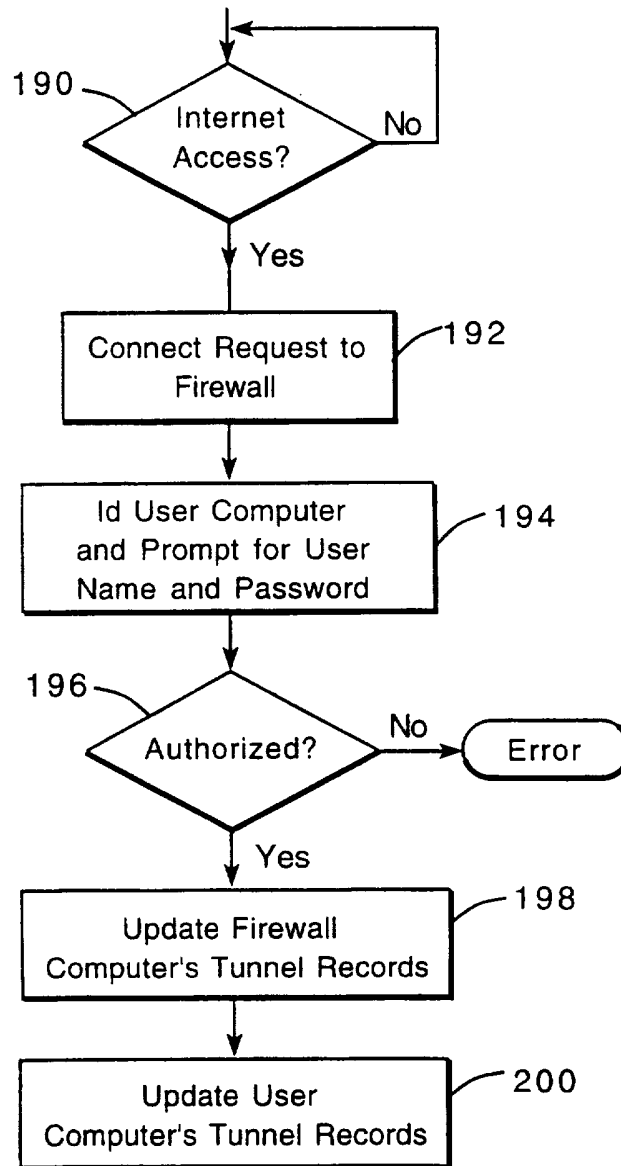 190
Internet
Access?
No
Yes
Connect Request to
Firewall
192
Id User Computer
and Prompt for User
Name and Password
194
196
Authorized?
No
Error
Yes
Update Firewall
Computer's Tunnel Records
198
Update User
Computer's Tunnel Records
200